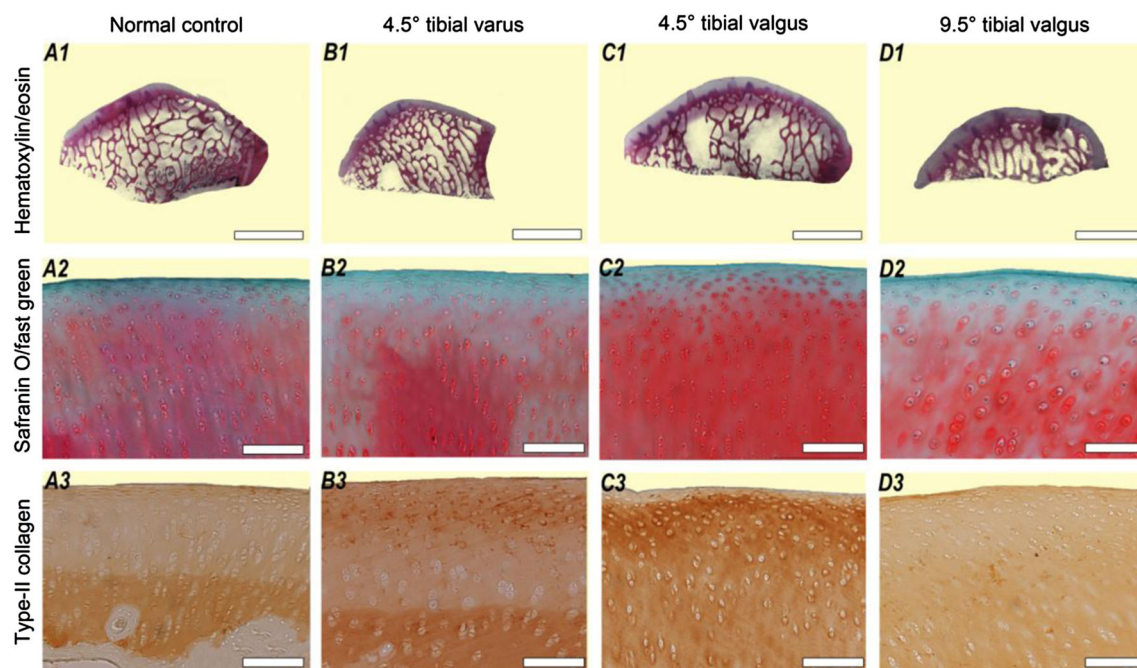 Normal control
4.5° tibial varus
4.5° tibial valgus
9.5° tibial valgus
Hematoxylin/eosin
A1
B1
C1
D1
Safranin O/fast green
A2
B2
C2
D2
Type-II collagen
A3
B3
C3
D3